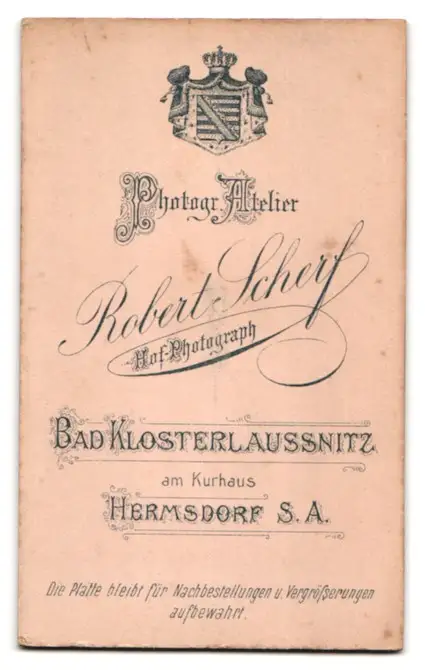 Photogr. Atelier
Robert Scherf
Hof-Photograph
BAD KLOSTERLAUSSNITZ
am Kurhaus
HERMSDORF S. A.
Die Platte bleibt für Nachbestellungen u. Vergrößerungen
aufbewahrt.